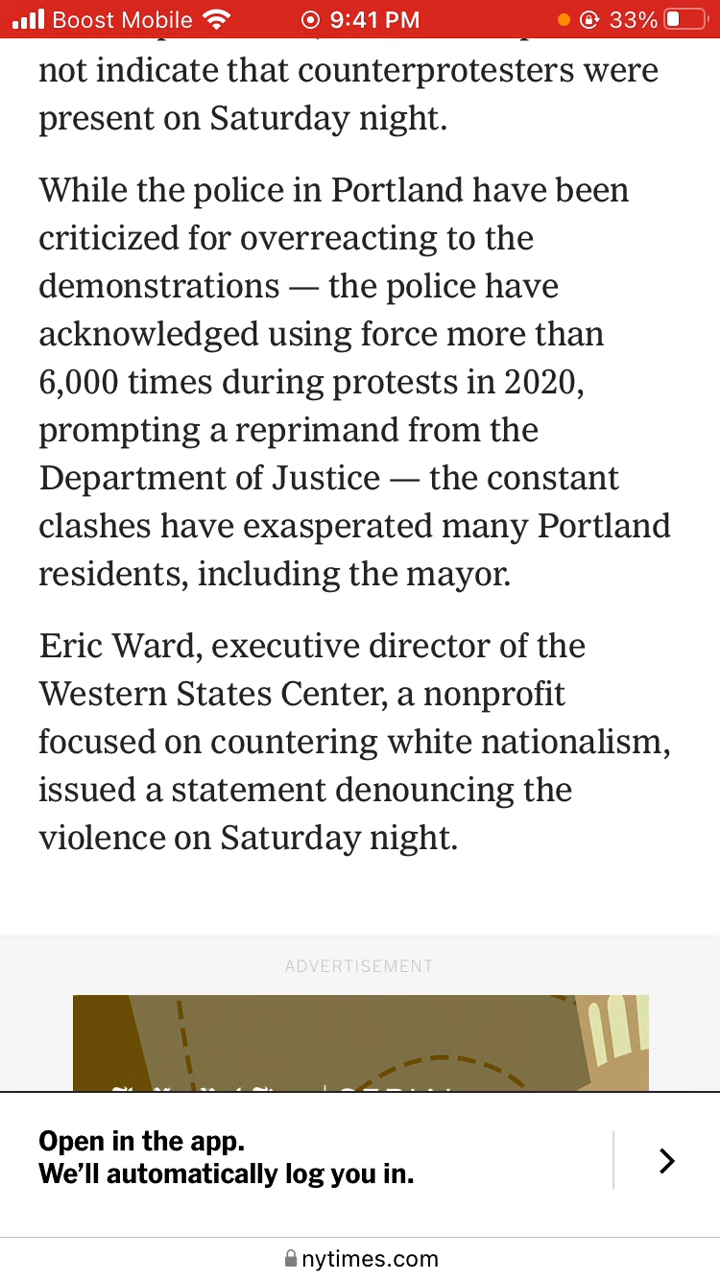 Boost Mobile 9:41 PM 33%
not indicate that counterprotesters were
present on Saturday night.
While the police in Portland have been
criticized for overreacting to the
demonstrations — the police have
acknowledged using force more than
6,000 times during protests in 2020,
prompting a reprimand from the
Department of Justice — the constant
clashes have exasperated many Portland
residents, including the mayor.
Eric Ward, executive director of the
Western States Center, a nonprofit
focused on countering white nationalism,
issued a statement denouncing the
violence on Saturday night.
ADVERTISEMENT
Open in the app.
We'll automatically log you in.
nytimes.com